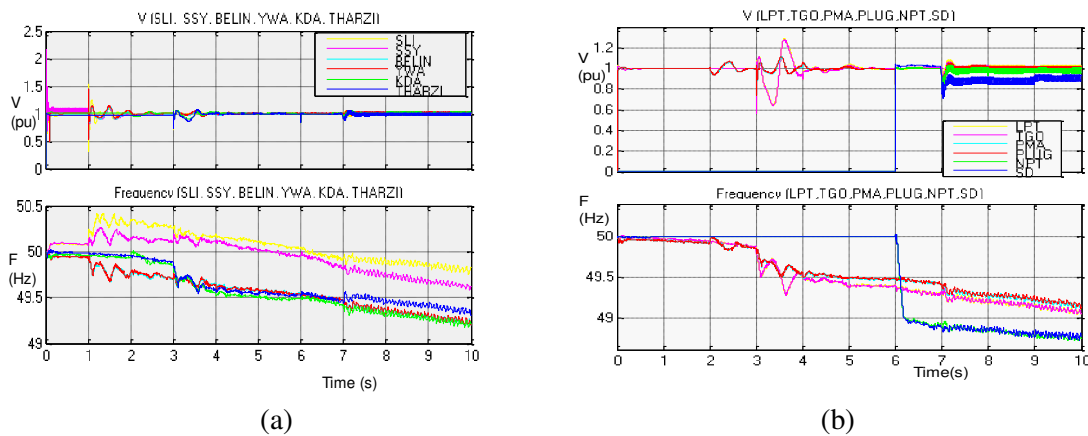 V (SLI, SSY, BELIN, YWA, KDA, THARZI)
2.5
2
1.5
1
0.5
0
V
(pu)
SLI
SSY
BELIN
YWA
KDA
THARZI
Frequency (SLI, SSY, BELIN, YWA, KDA, THARZI)
50.5
50
49.5
49
F
(Hz)
0 1 2 3 4 5 6 7 8 9 10
Time (s)
(a)
V (LPT,TGO,PMA,PLUG,NPT,SD)
1.2
1
0.8
0.6
0.4
0.2
0
V
(pu)
LPT
TGO
PMA
PLUG
NPT
SD
Frequency (LPT,TGO,PMA,PLUG,NPT,SD)
F
(Hz)
50
49.5
49
0 1 2 3 4 5 6 7 8 9 10
Time(s)
(b)